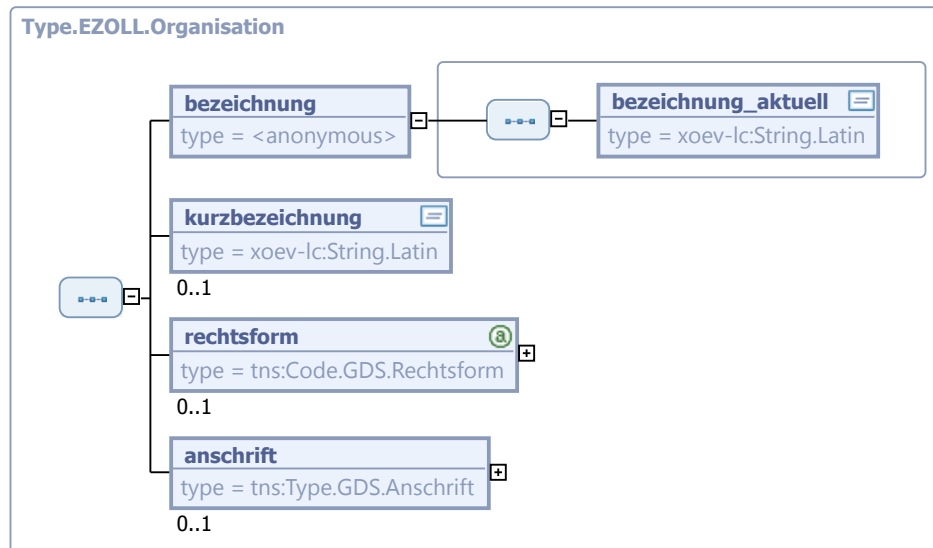 Type.EZOLL.Organisation
bezeichnung
type = <anonymous>
bezeichnung_aktuell
type = xoev-lc:String.Latin
kurzbezeichnung
type = xoev-lc:String.Latin
0..1
rechtsform
type = tns:Code.GDS.Rechtsform
0..1
anschrift
type = tns:Type.GDS.Anschrift
0..1